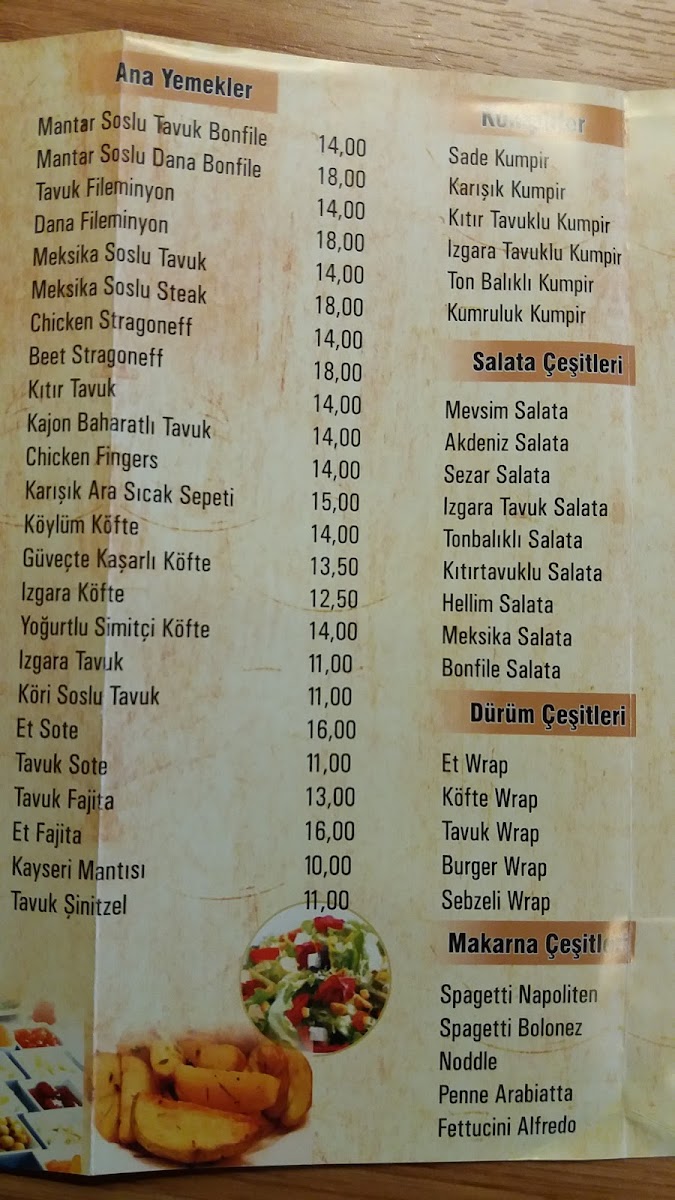 Ana Yemekler
Mantar Soslu Tavuk Bonfile 14,00
Mantar Soslu Dana Bonfile 18,00
Tavuk Fileminyon 14,00
Dana Fileminyon 18,00
Meksika Soslu Tavuk 14,00
Meksika Soslu Steak 18,00
Chicken Stragoneff 14,00
Beet Stragoneff 18,00
Kıtır Tavuk 14,00
Kajon Baharatlı Tavuk 14,00
Chicken Fingers 14,00
Karışık Ara Sıcak Sepeti 15,00
Köylüm Köfte 14,00
Güveçte Kaşarlı Köfte 13,50
Izgara Köfte 12,50
Yoğurtlu Simitçi Köfte 14,00
Izgara Tavuk 11,00
Köri Soslu Tavuk 11,00
Et Sote 16,00
Tavuk Sote 11,00
Tavuk Fajita 13,00
Et Fajita 16,00
Kayseri Mantısı 10,00
Tavuk Şinitzel 11,00
Sade Kumpir
Karışık Kumpir
Kıtır Tavuklu Kumpir
Izgara Tavuklu Kumpir
Ton Balıklı Kumpir
Kumruluk Kumpir
Salata Çeşitleri
Mevsim Salata
Akdeniz Salata
Sezar Salata
Izgara Tavuk Salata
Tonbalıklı Salata
Kıtırtavuklu Salata
Hellim Salata
Meksika Salata
Bonfile Salata
Dürüm Çeşitleri
Et Wrap
Köfte Wrap
Tavuk Wrap
Burger Wrap
Sebzeli Wrap
Makarna Çeşitleri
Spagetti Napoliten
Spagetti Bolonez
Noddle
Penne Arabiatta
Fettucini Alfredo